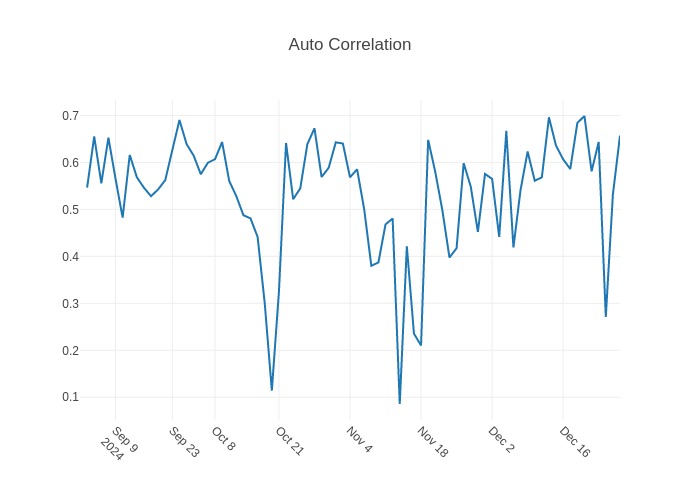 Auto Correlation
0.7
0.6
0.5
0.4
0.3
0.2
0.1
Sep 9
2024
Sep 23
Oct 8
Oct 21
Nov 4
Nov 18
Dec 2
Dec 16